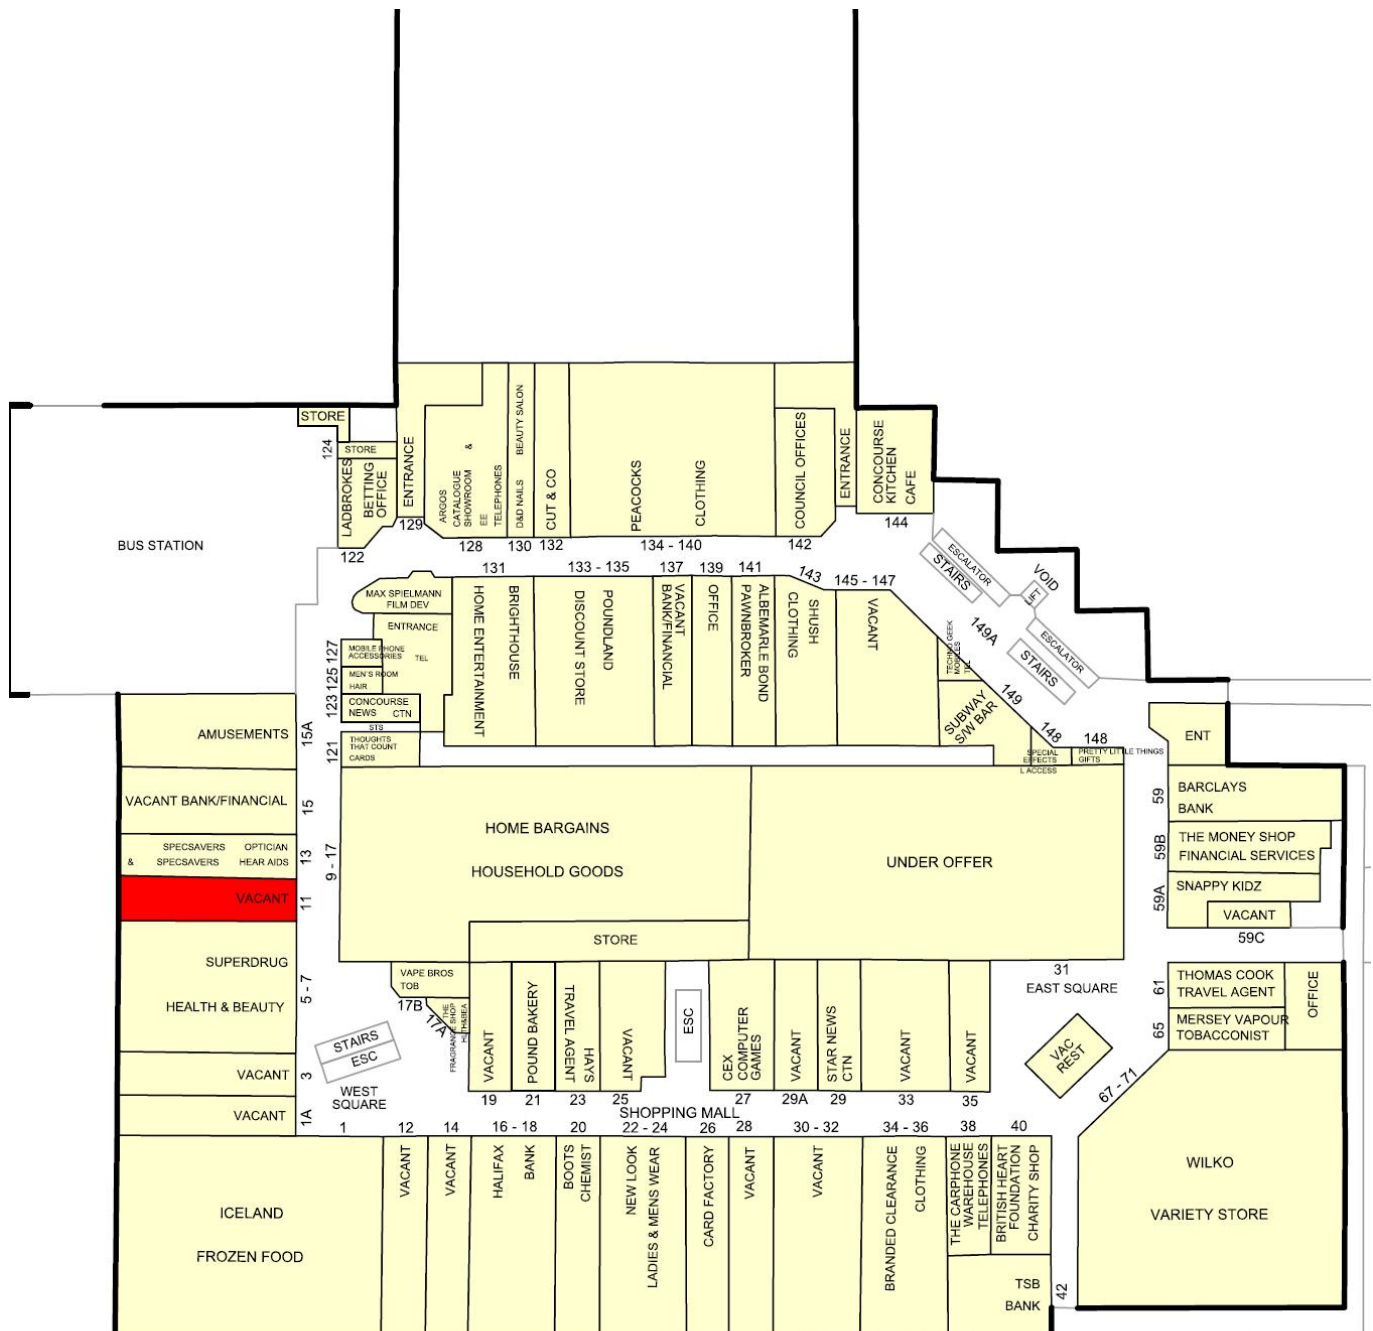 STORE
124
STORE
LADBROKES
BETTING
OFFICE
122
ENTRANCE
129
ARGOS
CATALOGUE
SHOWROOM &
EE
TELEPHONES
128
D&D NAILS BEAUTY SALON
130
CUT & CO
132
PEACOCKS
CLOTHING
134 - 140
COUNCIL OFFICES
142
ENTRANCE
CONCOURSE
KITCHEN
CAFE
144
BUS STATION
ESCALATOR
STAIRS
VOID
LIFT
149A
ESCALATOR
STAIRS
MAX SPIELMANN
FILM DEV
ENTRANCE
127
MOBILE PHONE
ACCESSORIES TEL
125
MEN'S ROOM
HAIR
123
CONCOURSE
NEWS CTN
STS
121
THOUGHTS
THAT COUNT
CARDS
131
HOME ENTERTAINMENT
BRIGHTHOUSE
133 - 135
DISCOUNT STORE
POUNDLAND
137
VACANT
BANK/FINANCIAL
139
OFFICE
141
ALBEMARLE BOND
PAWNBROKER
143
SHUSH
CLOTHING
145 - 147
VACANT
TECHNO GEEK
MOBILES
TEL
149
SUBWAY
S/W BAR
148
SPECIAL
EFFECTS
L ACCESS
148
PRETTY LITTLE THINGS
GIFTS
ENT
AMUSEMENTS
15A
VACANT BANK/FINANCIAL
15
SPECSAVERS OPTICIAN
& SPECSAVERS HEAR AIDS
13
VACANT
11
SUPERDRUG
HEALTH & BEAUTY
5 - 7
VACANT
3
VACANT
1A
9 - 17
HOME BARGAINS
HOUSEHOLD GOODS
UNDER OFFER
STORE
59
BARCLAYS
BANK
59B
THE MONEY SHOP
FINANCIAL SERVICES
59A
SNAPPY KIDZ
VACANT
59C
31
EAST SQUARE
61
THOMAS COOK
TRAVEL AGENT
OFFICE
65
MERSEY VAPOUR
TOBACCONIST
VAC
REST
67 - 71
WILKO
VARIETY STORE
VAPE BROS
TOB
17B
THE
FRAGRANCE SHOP
HLTH&BEA
17A
STAIRS
ESC
WEST
SQUARE
VACANT
19
POUND BAKERY
21
TRAVEL AGENT
HAYS
23
VACANT
25
ESC
CEX
COMPUTER
GAMES
27
VACANT
29A
STAR NEWS
CTN
29
VACANT
33
VACANT
35
SHOPPING MALL
1
ICELAND
FROZEN FOOD
12
VACANT
14
VACANT
16 - 18
HALIFAX
BANK
20
BOOTS
CHEMIST
22 - 24
NEW LOOK
LADIES & MENS WEAR
26
CARD FACTORY
28
VACANT
30 - 32
VACANT
34 - 36
BRANDED CLEARANCE
CLOTHING
38
THE CARPHONE
WAREHOUSE
TELEPHONES
40
BRITISH HEART
FOUNDATION
CHARITY SHOP
TSB
BANK
42